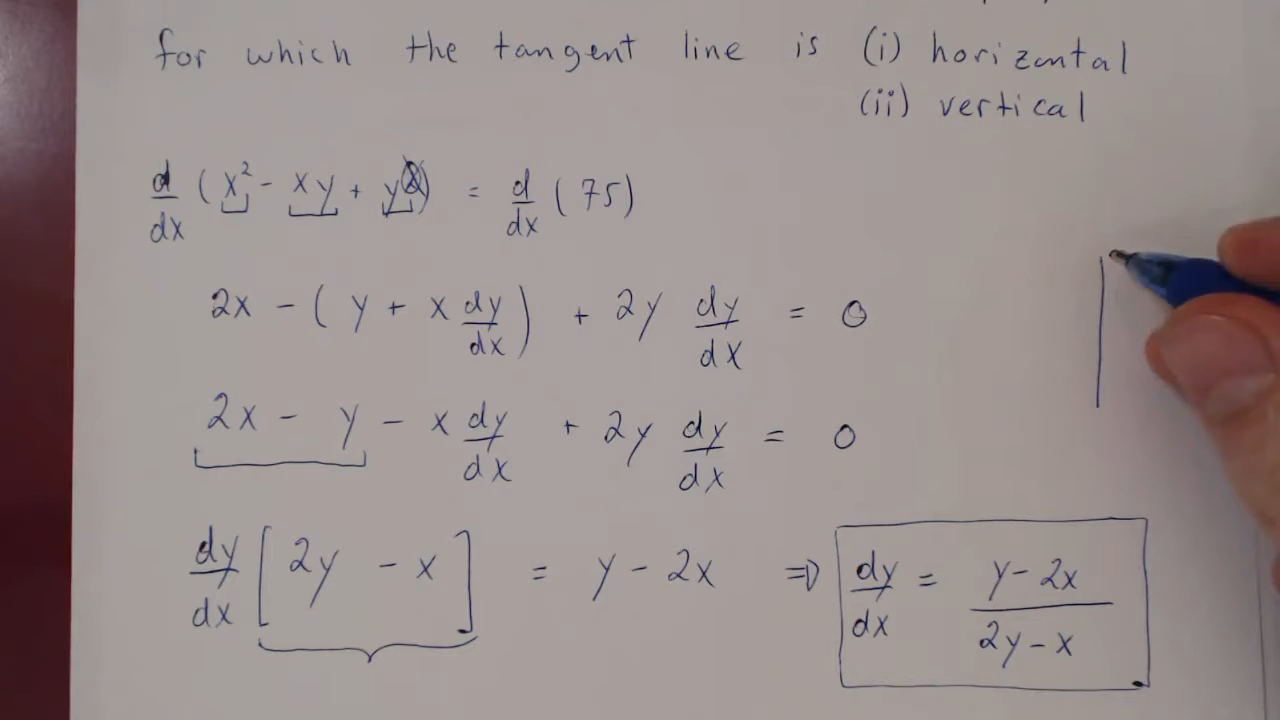 for which the tangent line is (i) horizontal
(ii) vertical
d/dx (x² - xy + y²) = d/dx (75)
2x - (y + x dy/dx) + 2y dy/dx = 0
2x - y - x dy/dx + 2y dy/dx = 0
dy/dx [2y - x] = y - 2x ⇒ dy/dx = (y - 2x)/(2y - x)